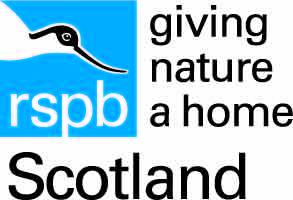 rspb
giving
nature
a home
Scotland